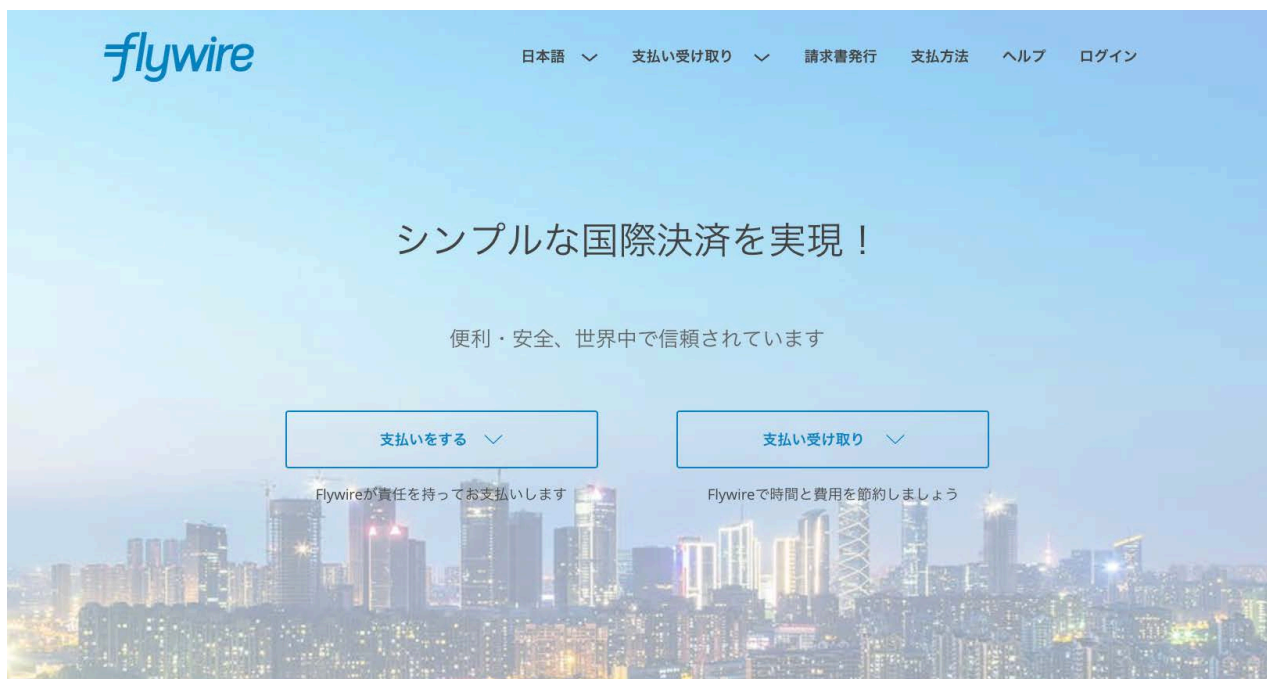 flywire
日本語 支払い受け取り 請求書発行 支払方法 ヘルプ ログイン
シンプルな国際決済を実現！
便利・安全、世界中で信頼されています
支払いをする 支払い受け取り
Flywireが責任を持ってお支払いします Flywireで時間と費用を節約しましょう